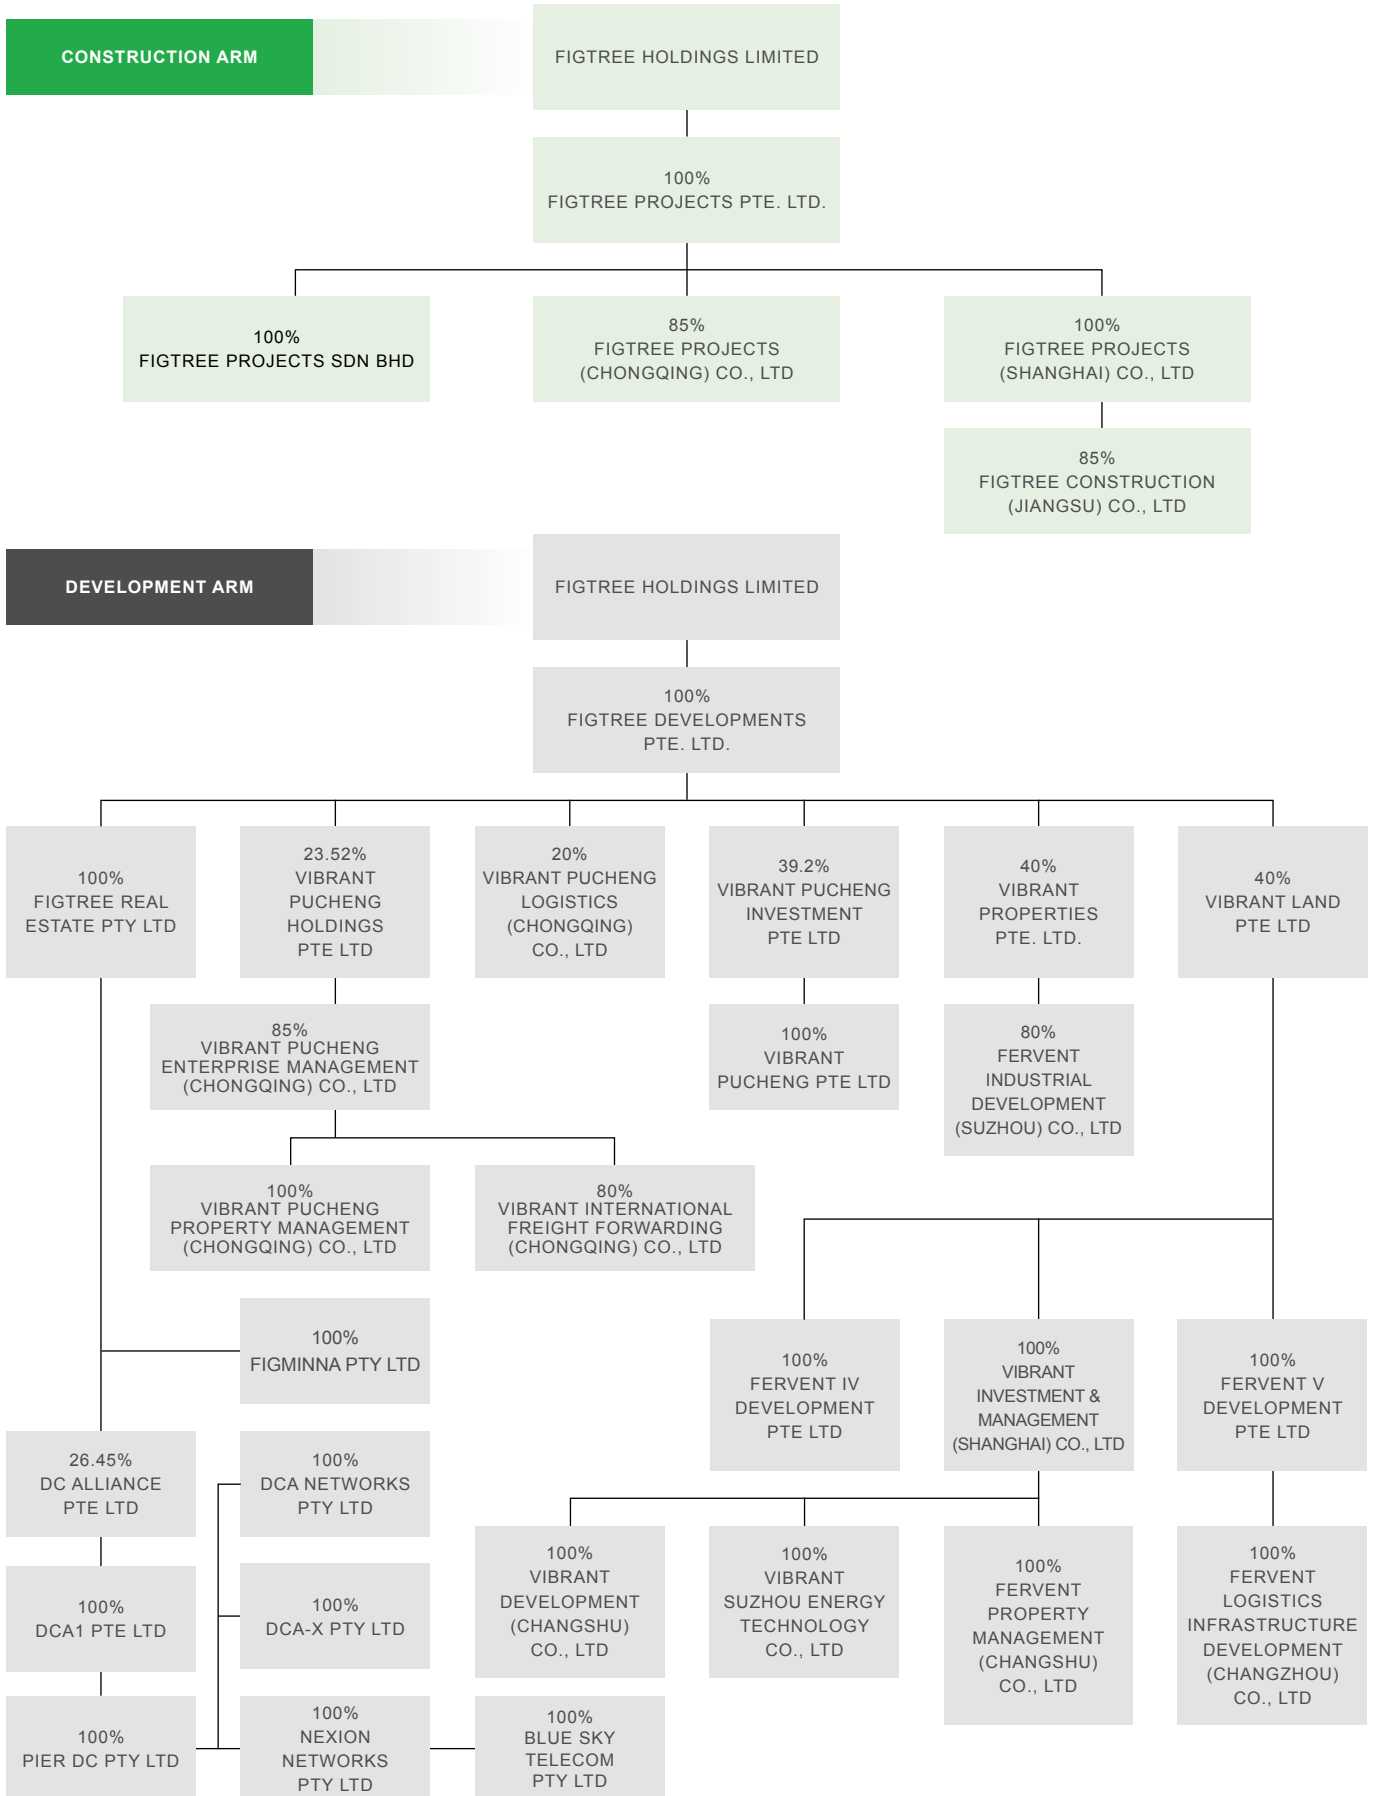 CONSTRUCTION ARM
FIGTREE HOLDINGS LIMITED
100%
FIGTREE PROJECTS PTE. LTD.
100%
FIGTREE PROJECTS SDN BHD
85%
FIGTREE PROJECTS
(CHONGQING) CO., LTD
100%
FIGTREE PROJECTS
(SHANGHAI) CO., LTD
85%
FIGTREE CONSTRUCTION
(JIANGSU) CO., LTD
DEVELOPMENT ARM
FIGTREE HOLDINGS LIMITED
100%
FIGTREE DEVELOPMENTS
PTE. LTD.
100%
FIGTREE REAL
ESTATE PTY LTD
23.52%
VIBRANT
PUCHENG
HOLDINGS
PTE LTD
20%
VIBRANT PUCHENG
LOGISTICS
(CHONGQING)
CO., LTD
39.2%
VIBRANT PUCHENG
INVESTMENT
PTE LTD
40%
VIBRANT
PROPERTIES
PTE. LTD.
40%
VIBRANT LAND
PTE LTD
85%
VIBRANT PUCHENG
ENTERPRISE MANAGEMENT
(CHONGQING) CO., LTD
100%
VIBRANT
PUCHENG PTE LTD
80%
FERVENT
INDUSTRIAL
DEVELOPMENT
(SUZHOU) CO., LTD
100%
VIBRANT PUCHENG
PROPERTY MANAGEMENT
(CHONGQING) CO., LTD
80%
VIBRANT INTERNATIONAL
FREIGHT FORWARDING
(CHONGQING) CO., LTD
100%
FIGMINNA PTY LTD
100%
FERVENT IV
DEVELOPMENT
PTE LTD
100%
VIBRANT
INVESTMENT &
MANAGEMENT
(SHANGHAI) CO., LTD
100%
FERVENT V
DEVELOPMENT
PTE LTD
26.45%
DC ALLIANCE
PTE LTD
100%
DCA NETWORKS
PTY LTD
100%
DCA1 PTE LTD
100%
DCA-X PTY LTD
100%
VIBRANT
DEVELOPMENT
(CHANGSHU)
CO., LTD
100%
VIBRANT
SUZHOU ENERGY
TECHNOLOGY
CO., LTD
100%
FERVENT
PROPERTY
MANAGEMENT
(CHANGSHU)
CO., LTD
100%
FERVENT
LOGISTICS
INFRASTRUCTURE
DEVELOPMENT
(CHANGZHOU)
CO., LTD
100%
PIER DC PTY LTD
100%
NEXION
NETWORKS
PTY LTD
100%
BLUE SKY
TELECOM
PTY LTD